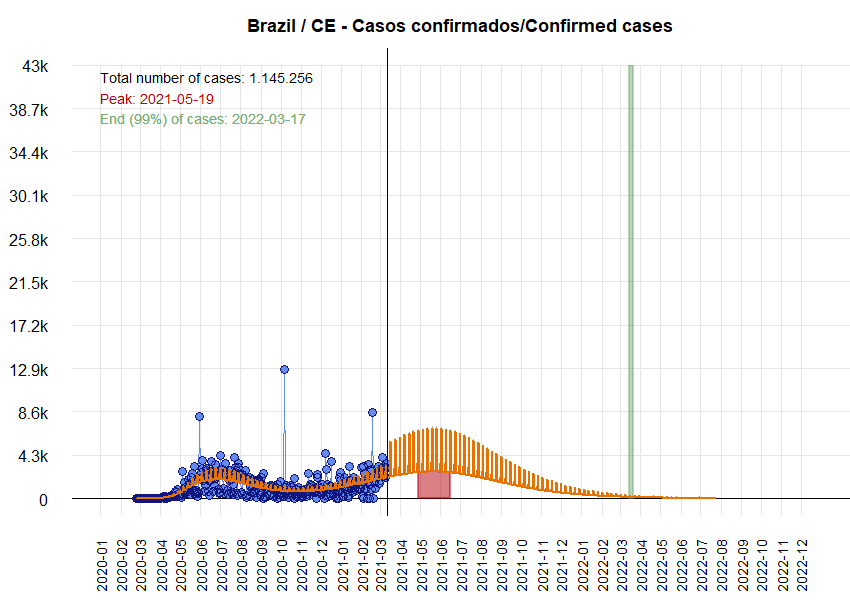 Brazil / CE - Casos confirmados/Confirmed cases
43k
Total number of cases: 1.145.256
Peak: 2021-05-19
38.7k
End (99%) of cases: 2022-03-17
34.4k
30.1k
25.8k
21.5k
17.2k
12.9k
8.6k
4.3k
0
2020-01
2020-02
2020-03
2020-04
2020-05
2020-06
2020-07
2020-08
2020-09
2020-10
2020-11
2020-12
2021-01
2021-02
2021-03
2021-04
2021-05
2021-06
2021-07
2021-08
2021-09
2021-10
2021-11
2021-12
2022-01
2022-02
2022-03
2022-04
2022-05
2022-06
2022-07
2022-08
2022-09
2022-10
2022-11
2022-12